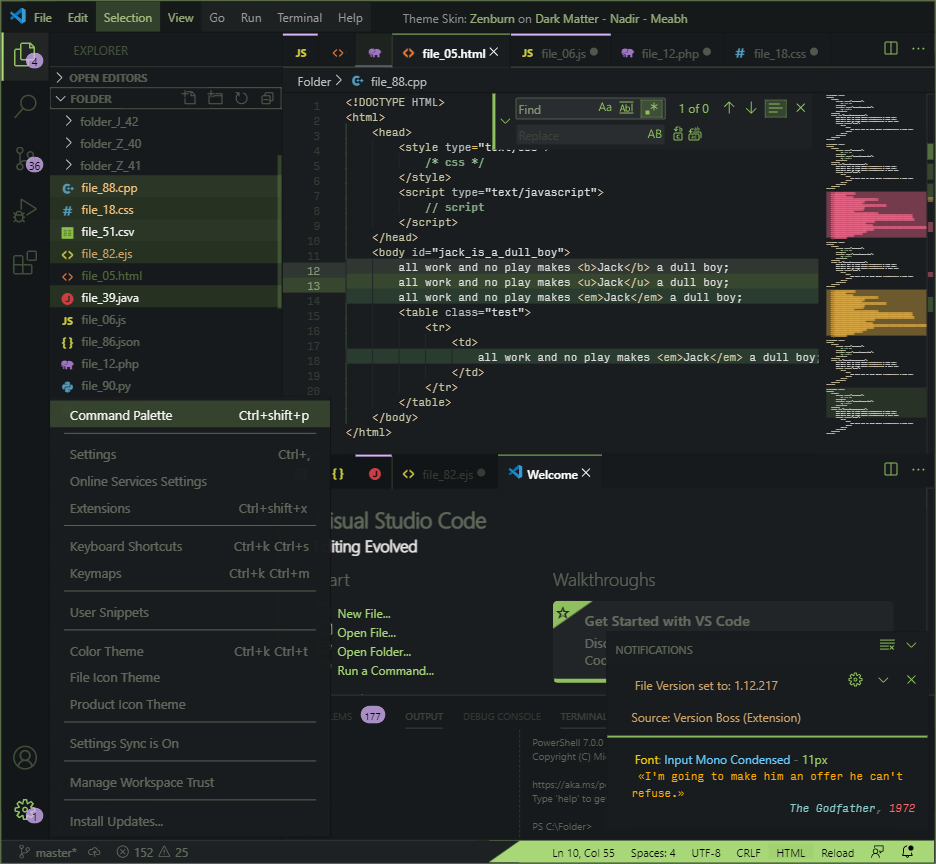 File Edit Selection View Go Run Terminal Help Theme Skin: Zenburn on Dark Matter - Nadir - Meabh
4
EXPLORER
JS file_05.html JS file_06.js file_12.php # file_18.css
OPEN EDITORS
FOLDER
Folder file_88.cpp
folder_J_42
folder_Z_40
folder_Z_41
file_88.cpp
# file_18.css
file_51.csv
file_82.ejs
file_05.html
file_39.java
JS file_06.js
{} file_86.json
file_12.php
file_90.py
36
1 <!DOCTYPE HTML>
2 <html>
3 <head>
4 <style type="text/css">
5 /* css */
6 </style>
7 <script type="text/javascript">
8 // script
9 </script>
10 </head>
11 <body id="jack_is_a_dull_boy">
12 all work and no play makes <b>Jack</b> a dull boy;
13 all work and no play makes <u>Jack</u> a dull boy;
14 all work and no play makes <em>Jack</em> a dull boy;
15 <table class="test">
16 <tr>
17 <td>
18 all work and no play makes <em>Jack</em> a dull boy;
19 </td>
20 </tr>
</table>
</body>
</html>
Find Aa Abl .* 1 of 0
Replace AB
Command Palette Ctrl+shift+p
Settings Ctrl+,
Online Services Settings
Extensions Ctrl+shift+x
Keyboard Shortcuts Ctrl+k Ctrl+s
Keymaps Ctrl+k Ctrl+m
User Snippets
Color Theme Ctrl+k Ctrl+t
File Icon Theme
Product Icon Theme
Settings Sync is On
Manage Workspace Trust
Install Updates...
1
{} J file_82.ejs Welcome
isual Studio Code
iting Evolved
art
New File...
Open File...
Open Folder...
Run a Command...
Walkthroughs
Get Started with VS Code
Disc
Coc
LEMS 177 OUTPUT DEBUG CONSOLE TERMINAL
PowerShell 7.0.0
Copyright (C) Mi
https://aka.ms/p
Type 'help' to ge
PS C:\Folder>
NOTIFICATIONS
File Version set to: 1.12.217
Source: Version Boss (Extension)
Font: Input Mono Condensed - 11px
«I'm going to make him an offer he can't
refuse.»
The Godfather, 1972
master* 152 25 Ln 10, Col 55 Spaces: 4 UTF-8 CRLF HTML Reload